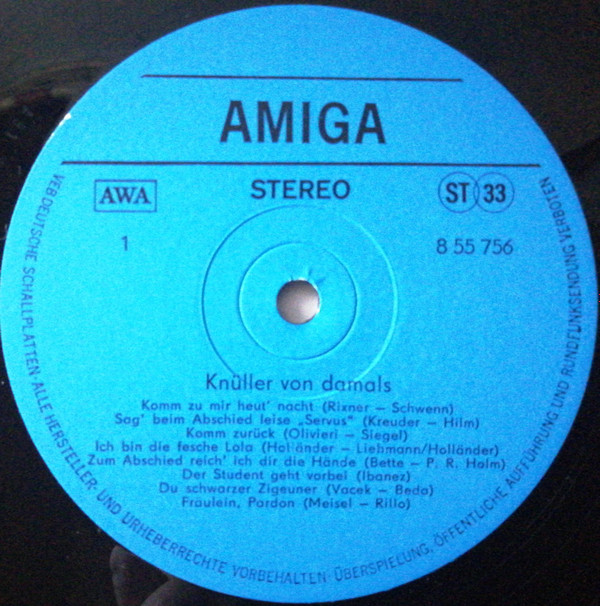 AMIGA
AWA
STEREO
ST 33
1
8 55 756
Knüller von damals
Komm zu mir heut' nacht (Rixner – Schwenn)
Sag' beim Abschied leise „Servus" (Kreuder – Hilm)
Komm zurück (Olivieri – Siegel)
Ich bin die fesche Lola (Hol änder – Liebmann/Holländer)
Zum Abschied reich' ich dir die Hände (Bette – P. R. Holm)
Der Student geht vorbei (Ibanez)
Du schwarzer Zigeuner (Vacek – Beda)
Fräulein, Pardon (Meisel – Rillo)
VEB DEUTSCHE SCHALLPLATTEN · ALLE HERSTELLER- UND URHEBERRECHTE VORBEHALTEN · ÜBERSPIELUNG, ÖFFENTLICHE AUFFÜHRUNG UND RUNDFUNKSENDUNG VERBOTEN